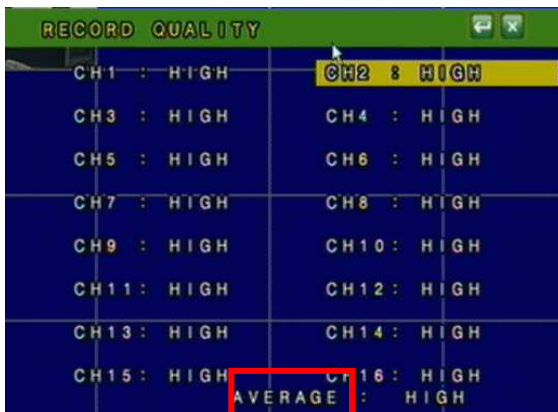 RECORD QUALITY
CH1 : HIGH CH2 : HIGH
CH3 : HIGH CH4 : HIGH
CH5 : HIGH CH6 : HIGH
CH7 : HIGH CH8 : HIGH
CH9 : HIGH CH10: HIGH
CH11: HIGH CH12: HIGH
CH13: HIGH CH14: HIGH
CH15: HIGH CH16: HIGH
AVERAGE : HIGH